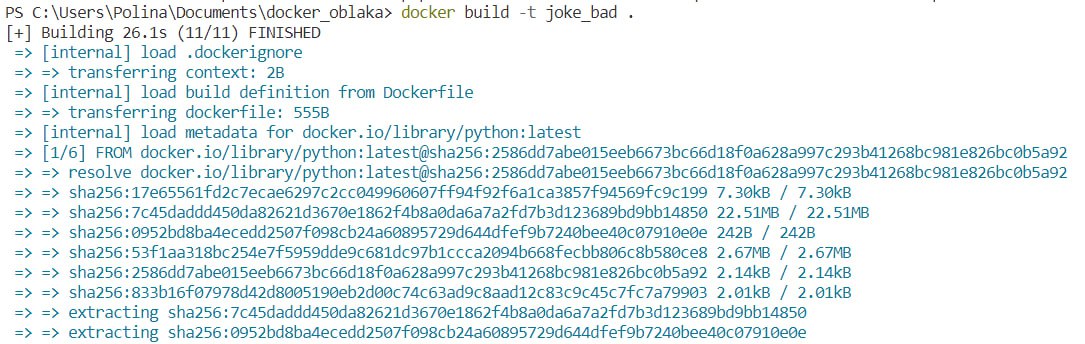 PS C:\Users\Polina\Documents\docker_oblaka> docker build -t joke_bad .
[+] Building 26.1s (11/11) FINISHED
=> [internal] load .dockerignore
=> => transferring context: 2B
=> [internal] load build definition from Dockerfile
=> => transferring dockerfile: 555B
=> [internal] load metadata for docker.io/library/python:latest
=> [1/6] FROM docker.io/library/python:latest@sha256:2586dd7abe015eeb6673bc66d18f0a628a997c293b41268bc981e826bc0b5a92
=> => resolve docker.io/library/python:latest@sha256:2586dd7abe015eeb6673bc66d18f0a628a997c293b41268bc981e826bc0b5a92
=> => sha256:17e65561fd2c7ecae6297c2cc049960607ff94f92f6a1ca3857f94569fc9c199 7.30kB / 7.30kB
=> => sha256:7c45daddd450da82621d3670e1862f4b8a0da6a7a2fd7b3d123689bd9bb14850 22.51MB / 22.51MB
=> => sha256:0952bd8ba4ecedd2507f098cb24a60895729d644dfef9b7240bee40c07910e0e 242B / 242B
=> => sha256:53f1aa318bc254e7f5959dde9c681dc97b1ccca2094b668fecbb806c8b580ce8 2.67MB / 2.67MB
=> => sha256:2586dd7abe015eeb6673bc66d18f0a628a997c293b41268bc981e826bc0b5a92 2.14kB / 2.14kB
=> => sha256:833b16f07978d42d8005190eb2d00c74c63ad9c8aad12c83c9c45c7fc7a79903 2.01kB / 2.01kB
=> => extracting sha256:7c45daddd450da82621d3670e1862f4b8a0da6a7a2fd7b3d123689bd9bb14850
=> => extracting sha256:0952bd8ba4ecedd2507f098cb24a60895729d644dfef9b7240bee40c07910e0e